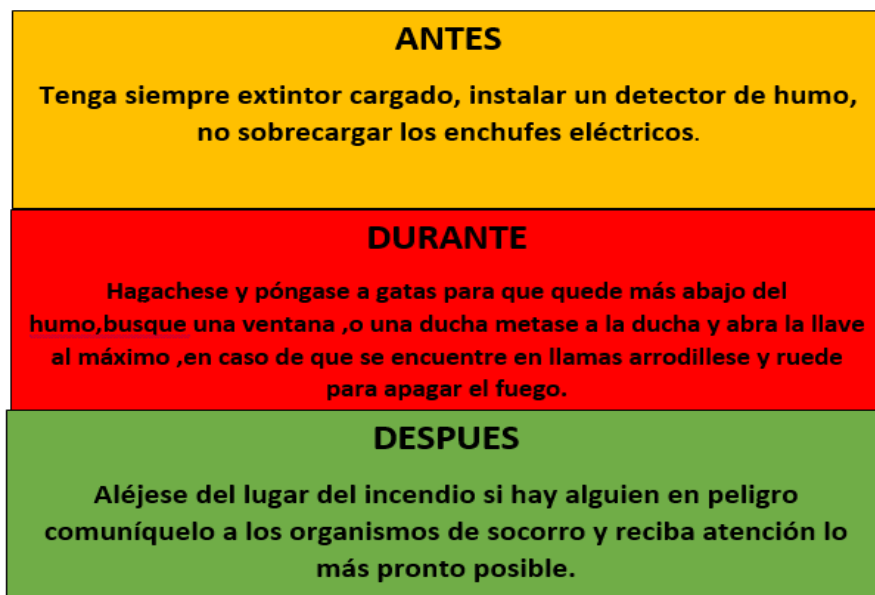 ANTES
Tenga siempre extintor cargado, instalar un detector de humo,
no sobrecargar los enchufes eléctricos.
DURANTE
Hagachese y póngase a gatas para que quede más abajo del
humo,busque una ventana ,o una ducha metase a la ducha y abra la llave
al máximo ,en caso de que se encuentre en llamas arrodillese y ruede
para apagar el fuego.
DESPUES
Aléjese del lugar del incendio si hay alguien en peligro
comuníquelo a los organismos de socorro y reciba atención lo
más pronto posible.